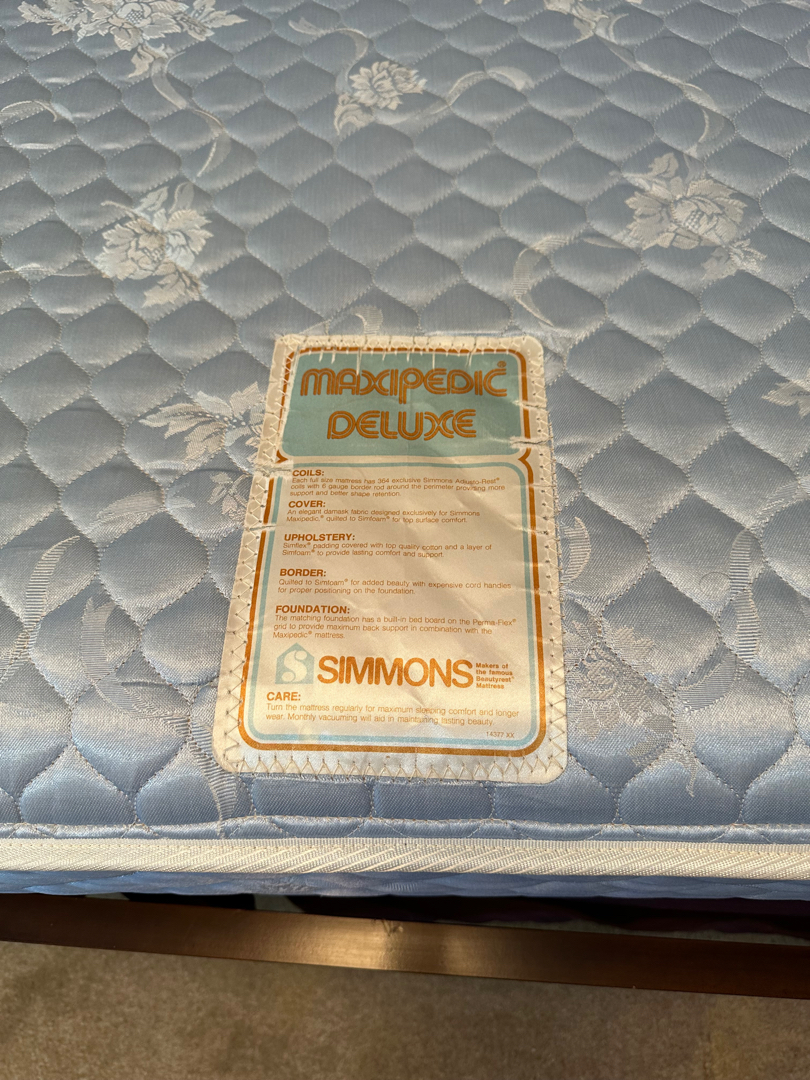 MAXIPEDIC®
DELUXE
COILS:
Each full size mattress has 364 exclusive Simmons Adjusto-Rest®
coils with 6 gauge border rod around the perimeter providing more
support and better shape retention.
COVER:
An elegant damask fabric designed exclusively for Simmons
Maxipedic,® quilted to Simfoam® for top surface comfort.
UPHOLSTERY:
Simflex® padding covered with top quality cotton and a layer of
Simfoam® to provide lasting comfort and support.
BORDER:
Quilted to Simfoam® for added beauty with expensive cord handles
for proper positioning on the foundation.
FOUNDATION:
The matching foundation has a built-in bed board on the Perma-Flex®
grid to provide maximum back support in combination with the
Maxipedic® mattress.
S SIMMONS
Makers of
the famous
Beautyrest®
Mattress
CARE:
Turn the mattress regularly for maximum sleeping comfort and longer
wear. Monthly vacuuming will aid in maintaining lasting beauty.
14377 XX